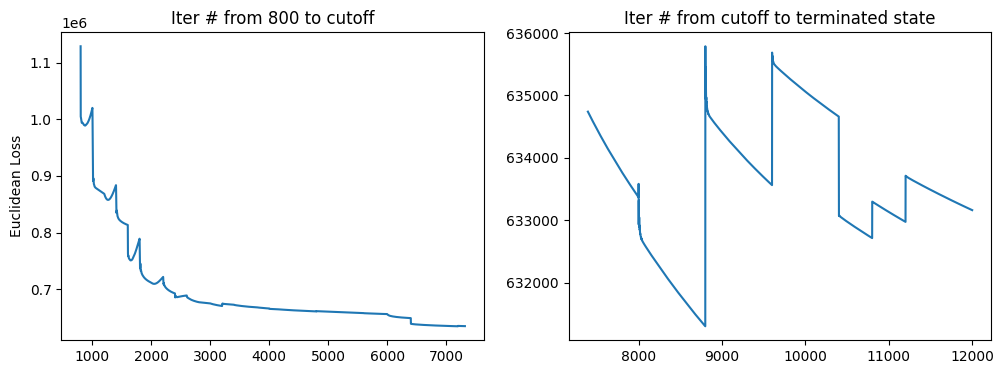 Iter # from 800 to cutoff
1e6
1.1
1.0
0.9
0.8
0.7
Euclidean Loss
1000 2000 3000 4000 5000 6000 7000
Iter # from cutoff to terminated state
636000
635000
634000
633000
632000
8000 9000 10000 11000 12000